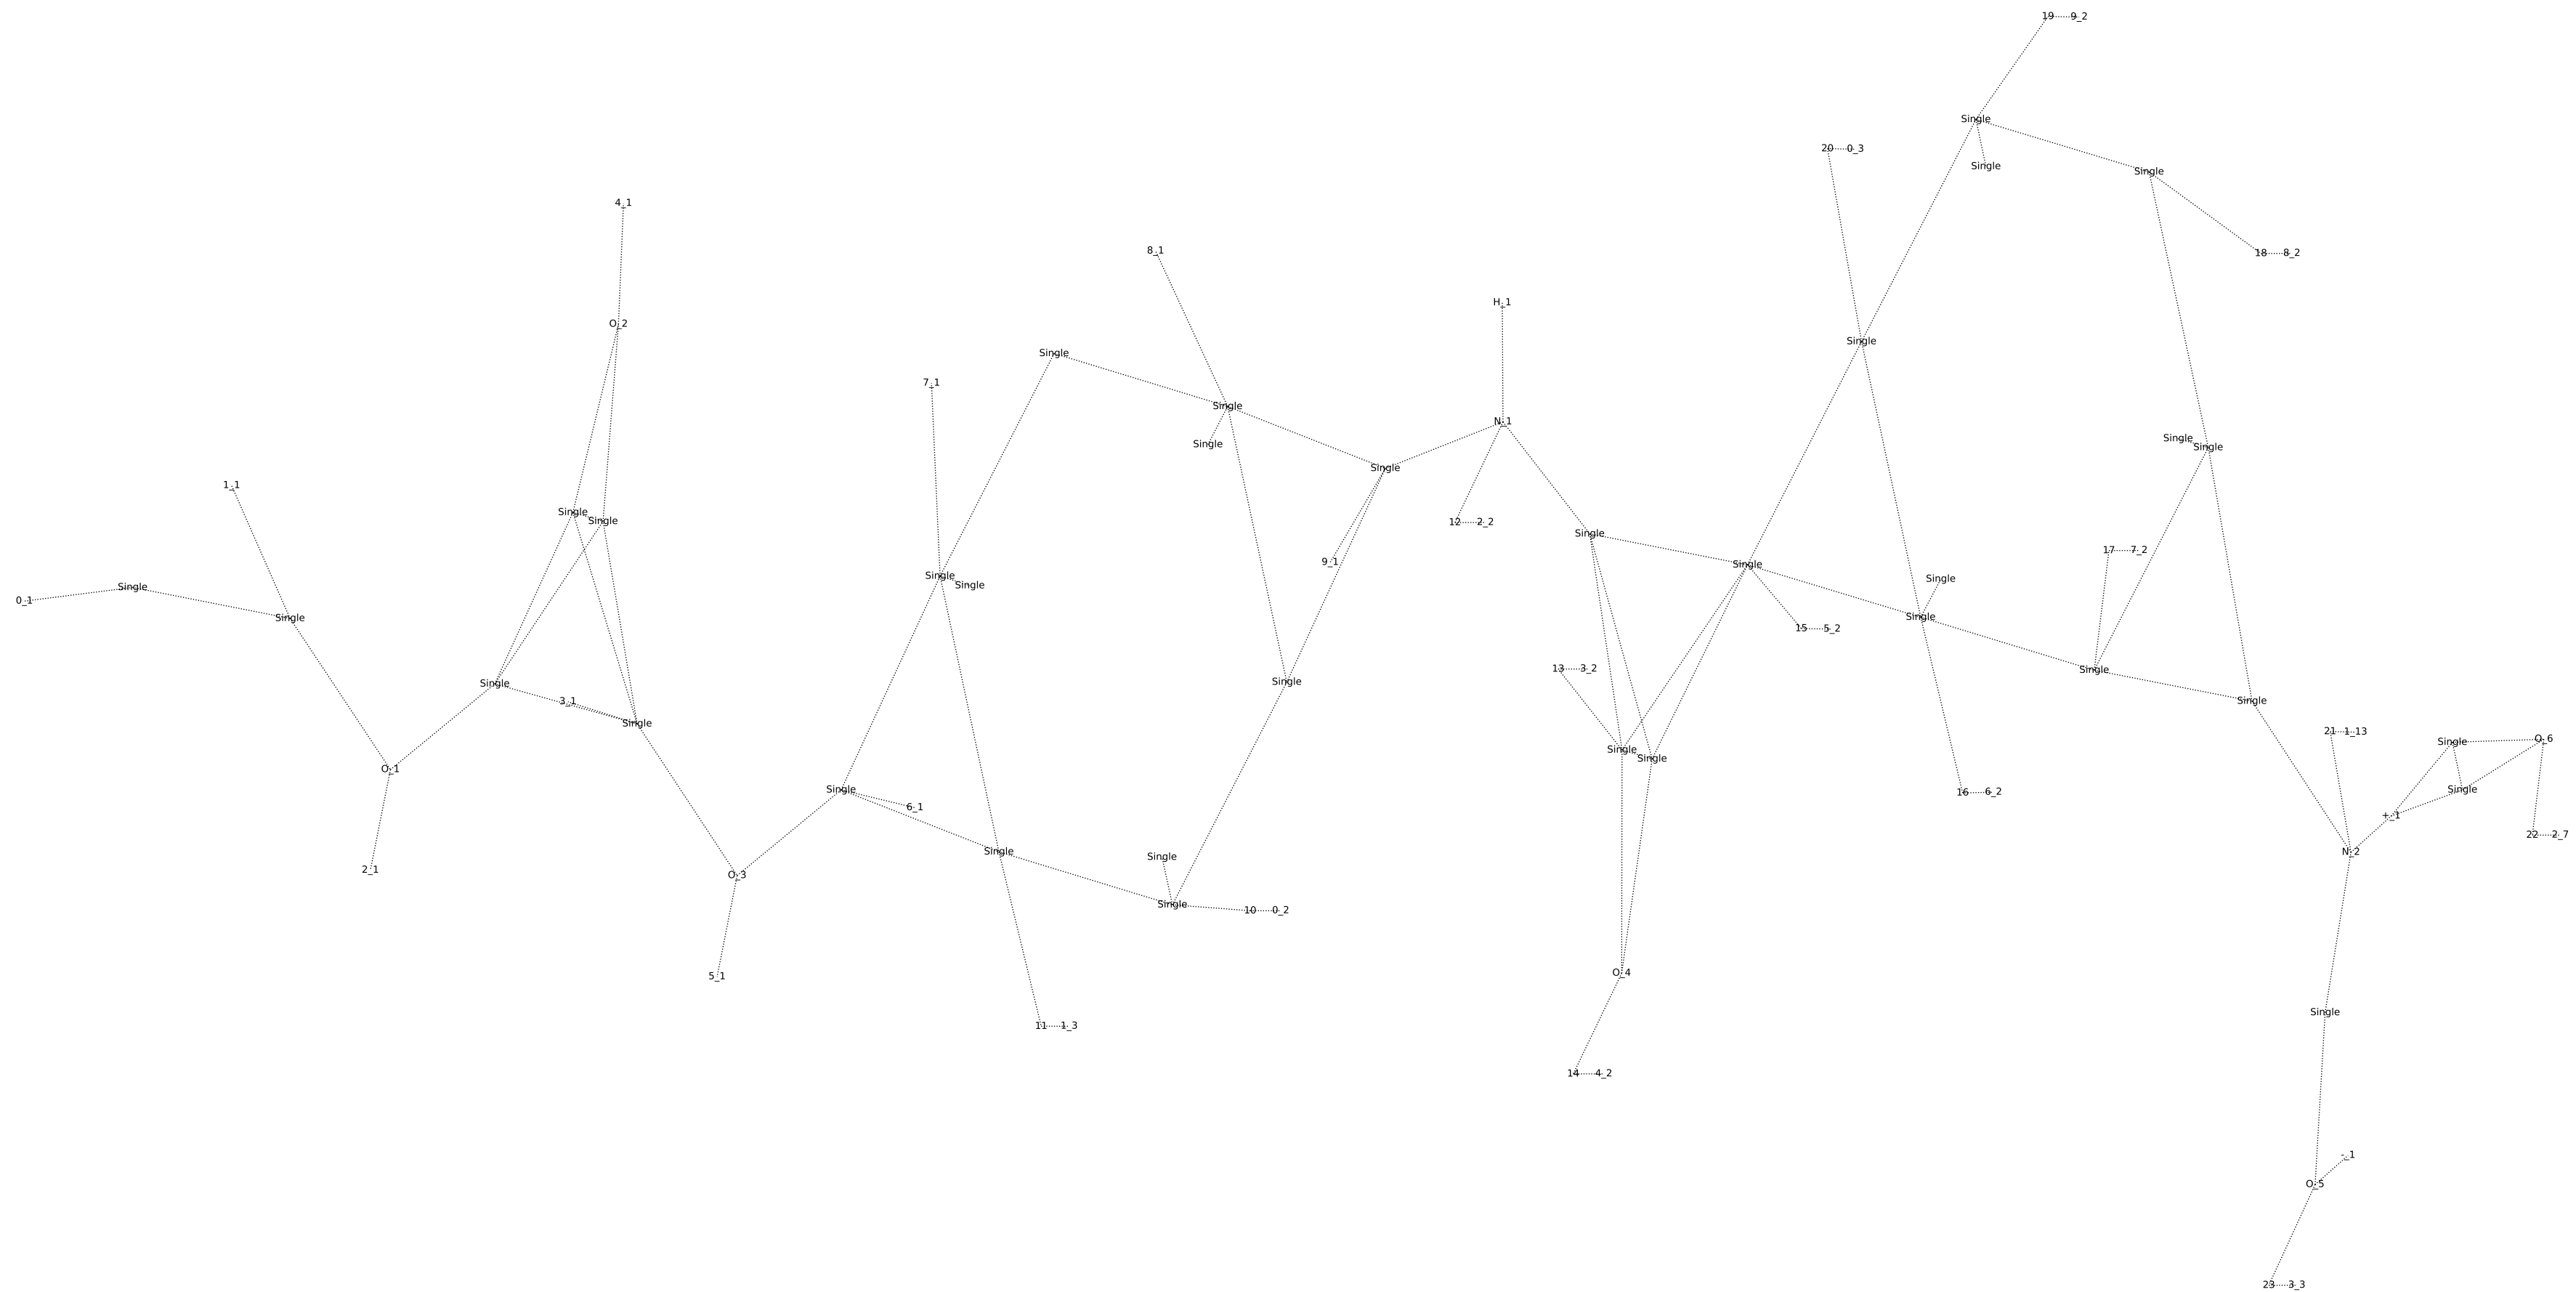 19 9_2
Single
20 0_3
Single
Single
4_1
8_1
18 8_2
H_1
O_2
Single
Single
7_1
Single
N_1
Single
Single
Single
Single
1_1
Single
Single
12 2_2
Single
17 7_2
9_1
Single
Single
Single
Single
Single
0_1
Single
Single
15 5_2
13 3_2
Single
Single
Single
3_1
Single
Single
21 1_13
O_6
Single
Single
Single
O_1
Single
Single
16 6_2
6_1
+_1
22 2_7
Single
N_2
Single
2_1
O_3
Single
10 0_2
O_4
5_1
Single
11 1_3
14 4_2
-_1
O_5
23 3_3